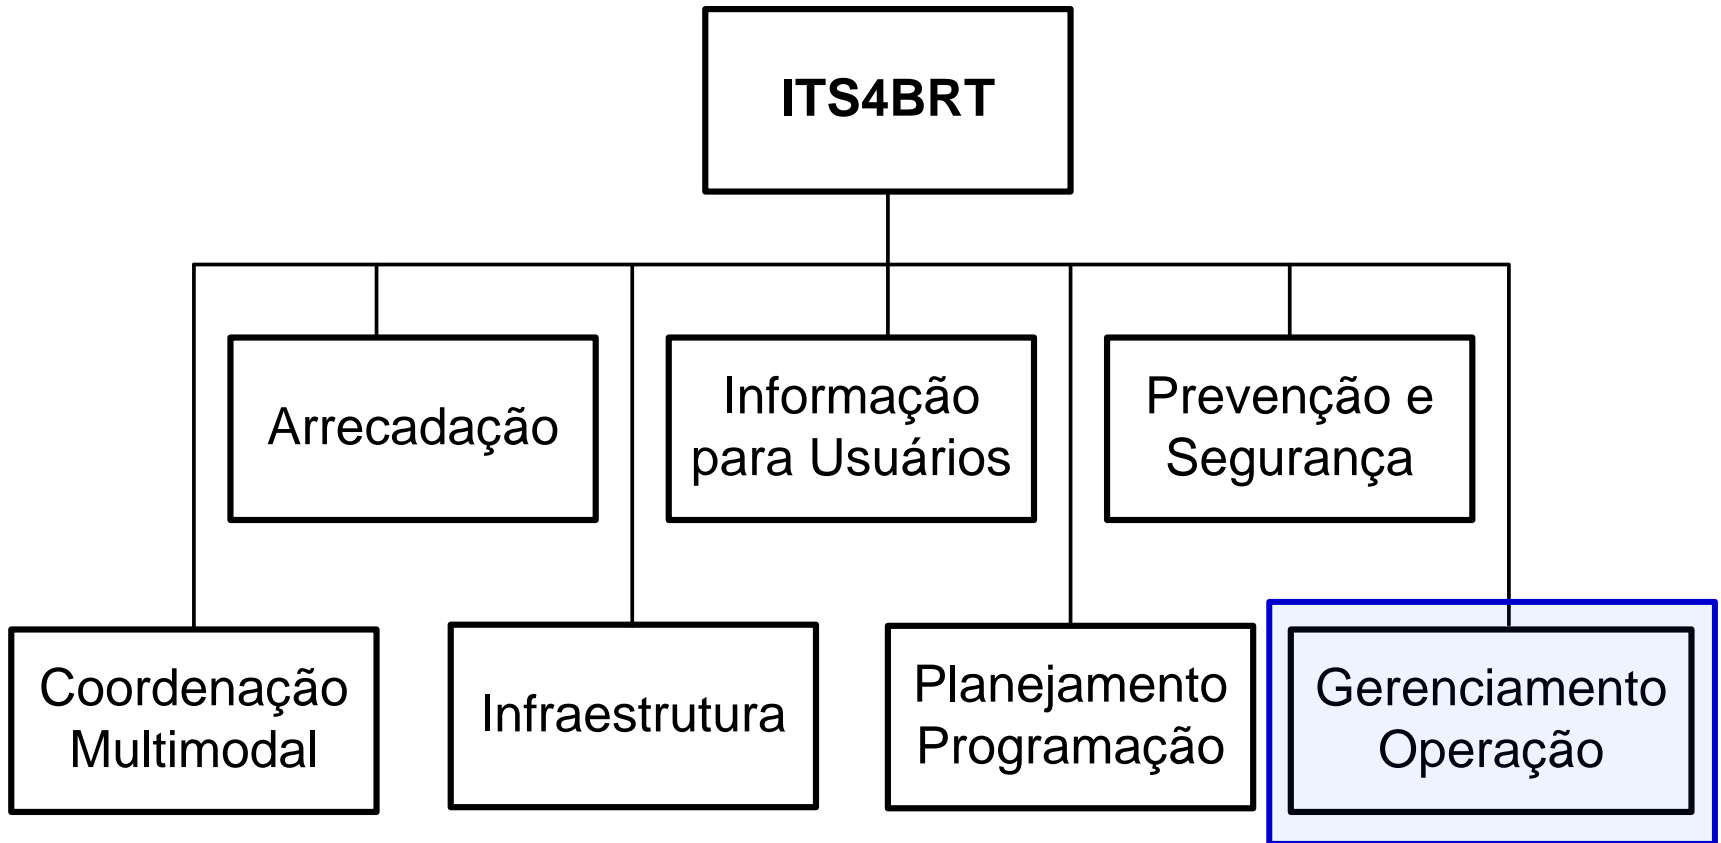 ITS4BRT
Arrecadação
Informação
para Usuários
Prevenção e
Segurança
Coordenação
Multimodal
Infraestrutura
Planejamento
Programação
Gerenciamento
Operação